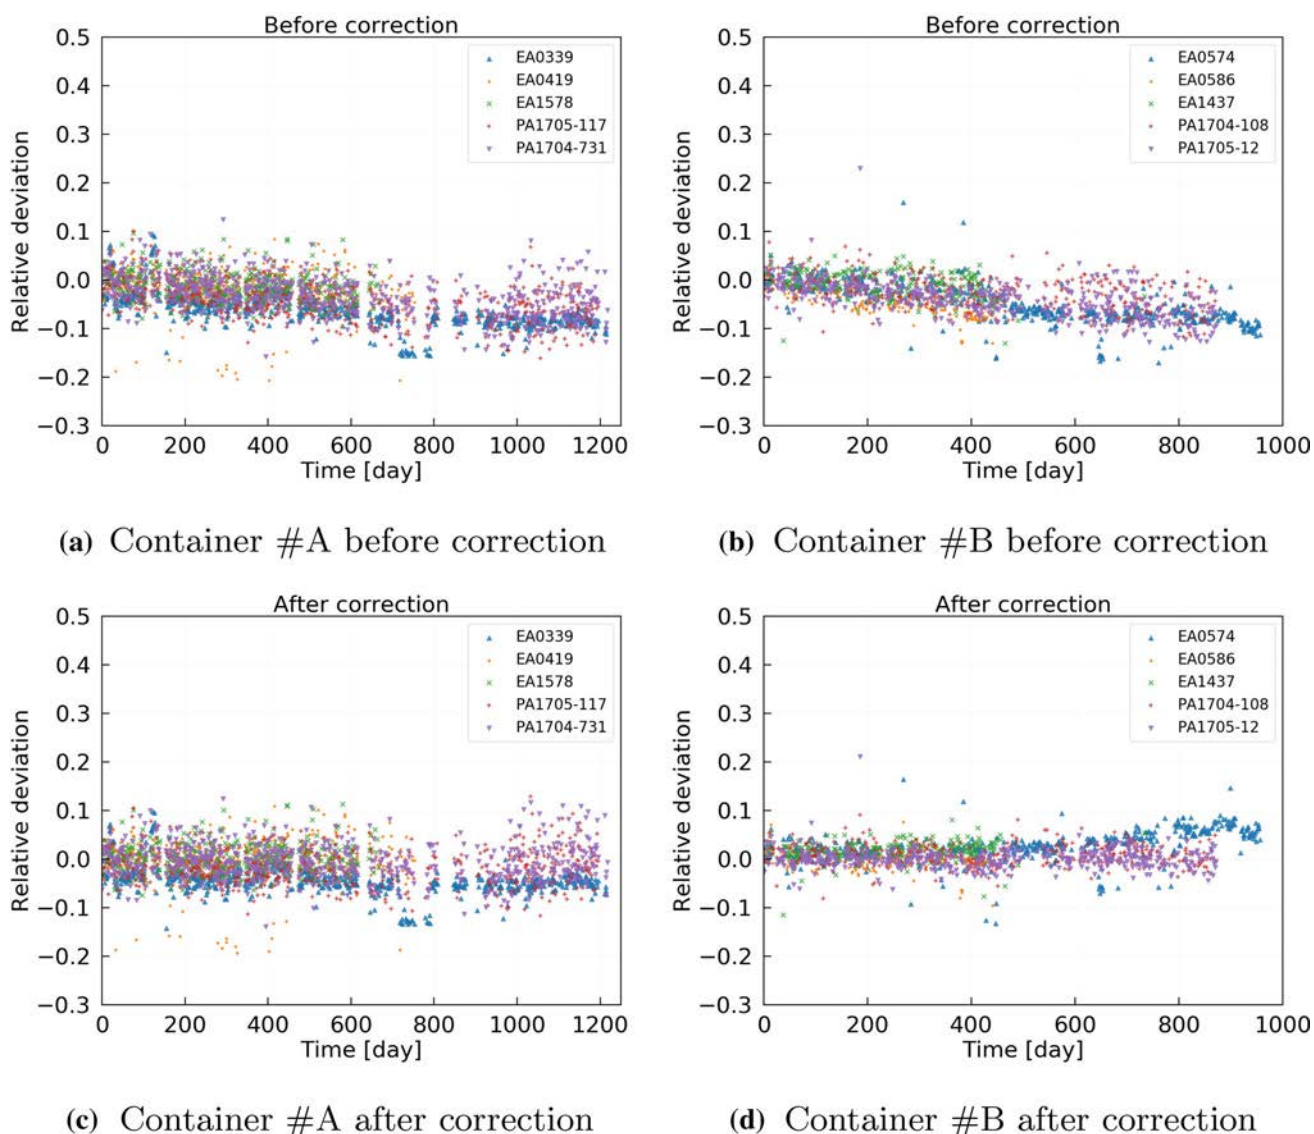 Before correction
Relative deviation
0.5
0.4
0.3
0.2
0.1
0.0
−0.1
−0.2
−0.3
EA0339
EA0419
EA1578
PA1705-117
PA1704-731
0 200 400 600 800 1000 1200
Time [day]
(a) Container #A before correction
Before correction
Relative deviation
0.5
0.4
0.3
0.2
0.1
0.0
−0.1
−0.2
−0.3
EA0574
EA0586
EA1437
PA1704-108
PA1705-12
0 200 400 600 800 1000
Time [day]
(b) Container #B before correction
After correction
Relative deviation
0.5
0.4
0.3
0.2
0.1
0.0
−0.1
−0.2
−0.3
EA0339
EA0419
EA1578
PA1705-117
PA1704-731
0 200 400 600 800 1000 1200
Time [day]
(c) Container #A after correction
After correction
Relative deviation
0.5
0.4
0.3
0.2
0.1
0.0
−0.1
−0.2
−0.3
EA0574
EA0586
EA1437
PA1704-108
PA1705-12
0 200 400 600 800 1000
Time [day]
(d) Container #B after correction